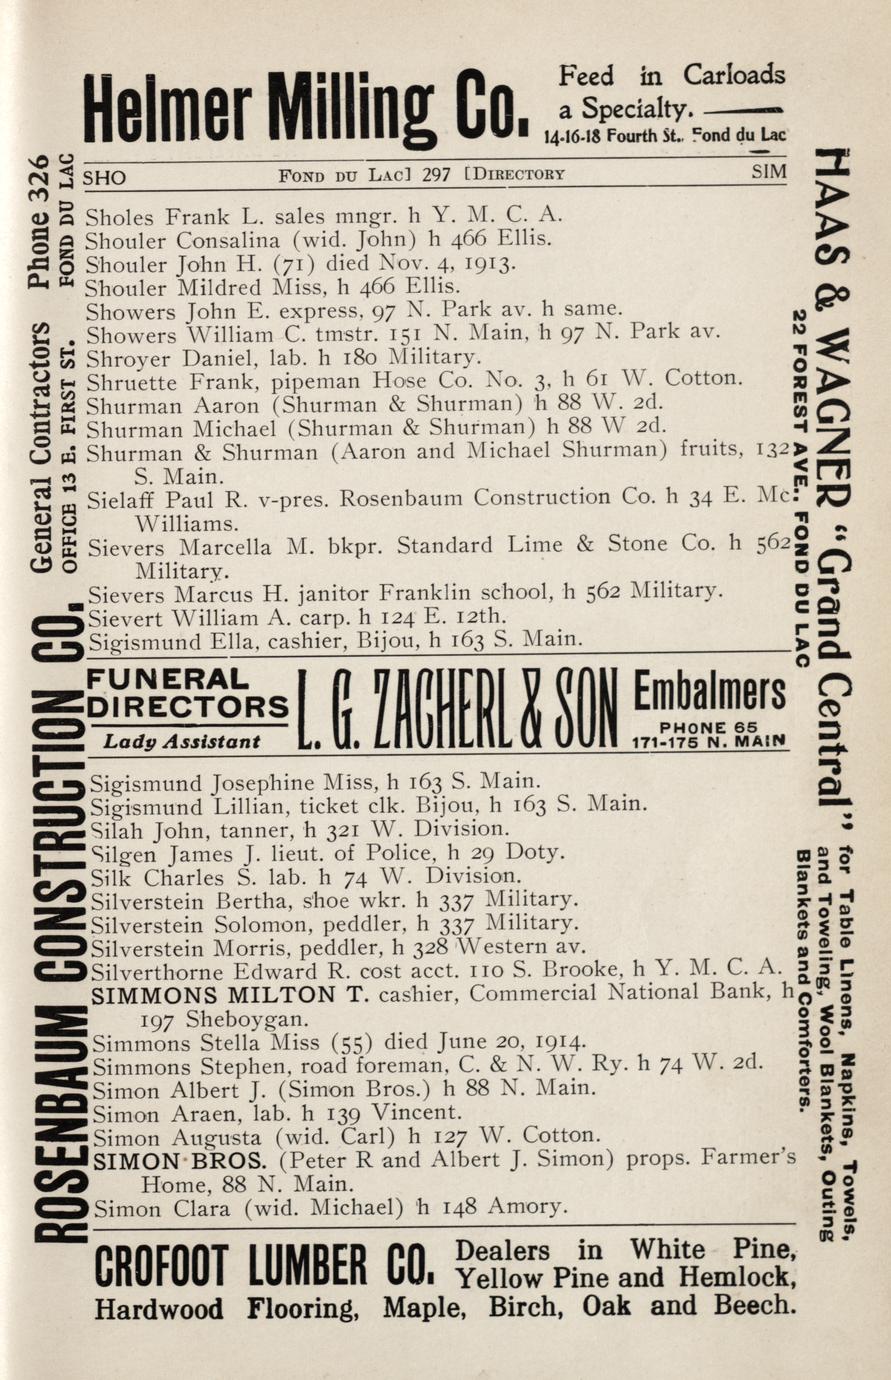 Helmer Milling Co.
Feed in Carloads
a Specialty.
14-16-18 Fourth St., Fond du Lac
SHO FOND DU LAC] 297 [DIRECTORY SIM
Sholes Frank L. sales mngr. h Y. M. C. A.
Shouler Consalina (wid. John) h 466 Ellis.
Shouler John H. (71) died Nov. 4, 1913.
Shouler Mildred Miss, h 466 Ellis.
Showers John E. express, 97 N. Park av. h same.
Showers William C. tmstr. 151 N. Main, h 97 N. Park av.
Shroyer Daniel, lab. h 180 Military.
Shruette Frank, pipeman Hose Co. No. 3, h 61 W. Cotton.
Shurman Aaron (Shurman & Shurman) h 88 W. 2d.
Shurman Michael (Shurman & Shurman) h 88 W 2d.
Shurman & Shurman (Aaron and Michael Shurman) fruits, 132
S. Main.
Sielaff Paul R. v-pres. Rosenbaum Construction Co. h 34 E. Mc-
Williams.
Sievers Marcella M. bkpr. Standard Lime & Stone Co. h 562
Military.
Sievers Marcus H. janitor Franklin school, h 562 Military.
Sievert William A. carp. h 124 E. 12th.
Sigismund Ella, cashier, Bijou, h 163 S. Main.
FUNERAL
DIRECTORS
Lady Assistant
L. G. ZACHERL & SON
Embalmers
PHONE 65
171-175 N. MAIN
Sigismund Josephine Miss, h 163 S. Main.
Sigismund Lillian, ticket clk. Bijou, h 163 S. Main.
Silah John, tanner, h 321 W. Division.
Silgen James J. lieut. of Police, h 29 Doty.
Silk Charles S. lab. h 74 W. Division.
Silverstein Bertha, shoe wkr. h 337 Military.
Silverstein Solomon, peddler, h 337 Military.
Silverstein Morris, peddler, h 328 Western av.
Silverthorne Edward R. cost acct. 110 S. Brooke, h Y. M. C. A.
SIMMONS MILTON T. cashier, Commercial National Bank, h
197 Sheboygan.
Simmons Stella Miss (55) died June 20, 1914.
Simmons Stephen, road foreman, C. & N. W. Ry. h 74 W. 2d.
Simon Albert J. (Simon Bros.) h 88 N. Main.
Simon Araen, lab. h 139 Vincent.
Simon Augusta (wid. Carl) h 127 W. Cotton.
SIMON BROS. (Peter R and Albert J. Simon) props. Farmer's
Home, 88 N. Main.
Simon Clara (wid. Michael) h 148 Amory.
CROFOOT LUMBER CO.
Dealers in White Pine,
Yellow Pine and Hemlock,
Hardwood Flooring, Maple, Birch, Oak and Beech.
ROSENBAUM CONSTRUCTION CO.
General Contractors Phone 326
OFFICE 13 E. FIRST ST. FOND DU LAC
HAAS & WAGNER "Grand Central"
22 FOREST AVE., FOND DU LAC
for Table Linens, Napkins, Towels,
and Toweling, Wool Blankets, Outing
Blankets and Comforters.